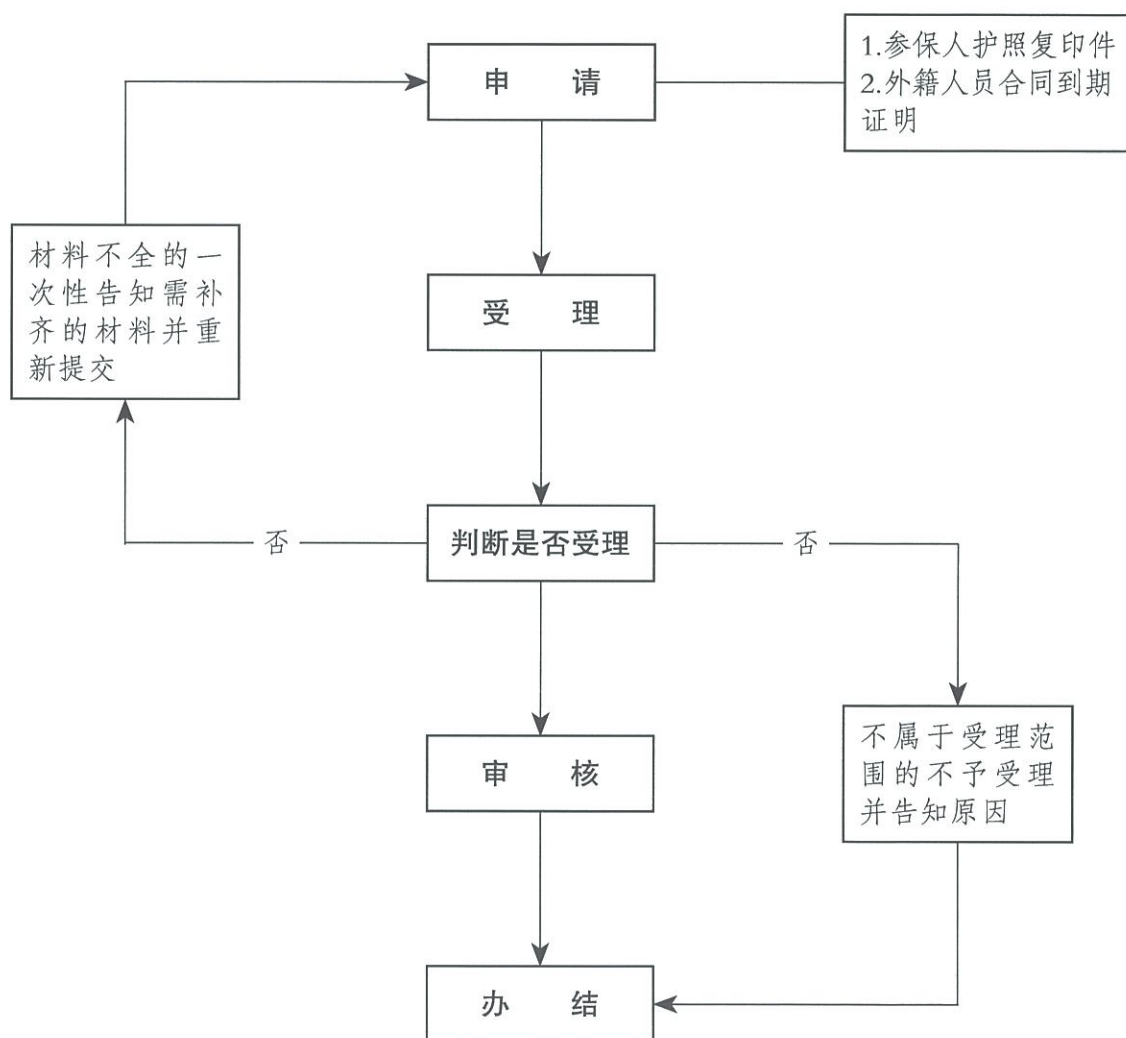 申 请
1.参保人护照复印件
2.外籍人员合同到期
证明
材料不全的一
次性告知需补
齐的材料并重
新提交
受 理
否
判断是否受理
否
审 核
不属于受理范
围的不予受理
并告知原因
办 结